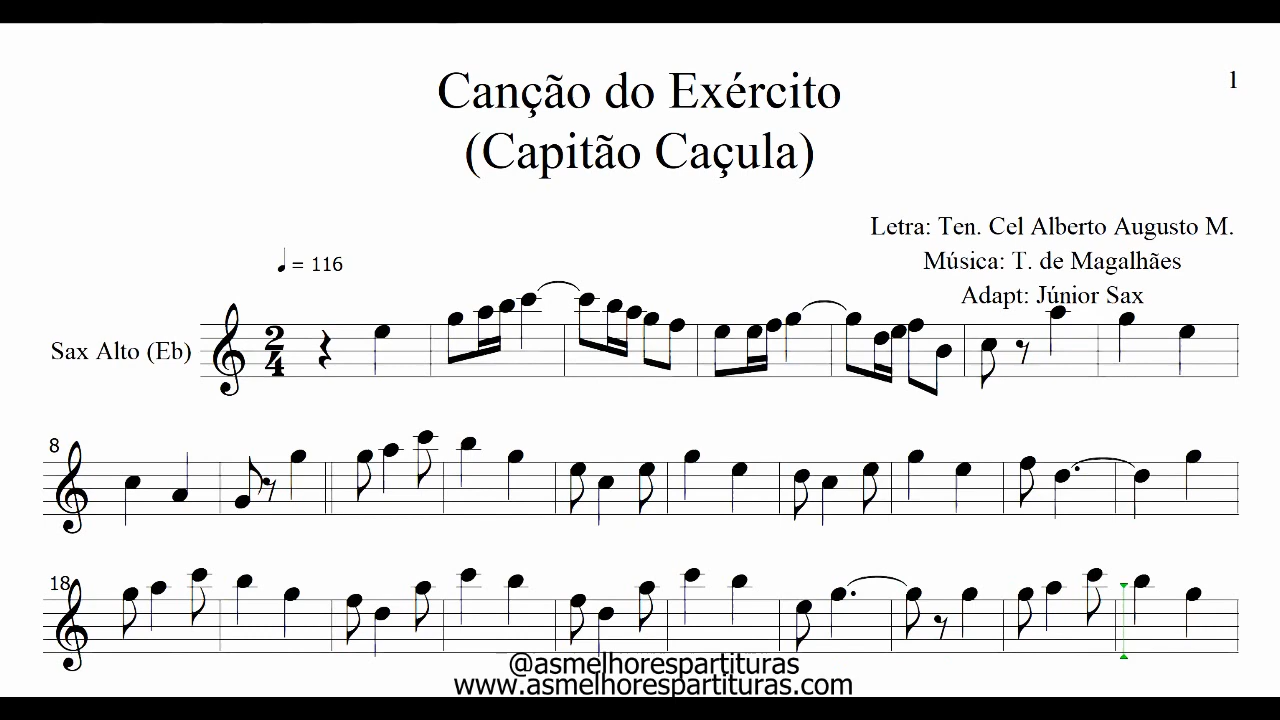 1
Canção do Exército
(Capitão Caçula)
Letra: Ten. Cel Alberto Augusto M.
Música: T. de Magalhães
Adapt: Júnior Sax
= 116
Sax Alto (Eb)
2
4
8
18
@asmelhorespartituras
www.asmelhorespartituras.com